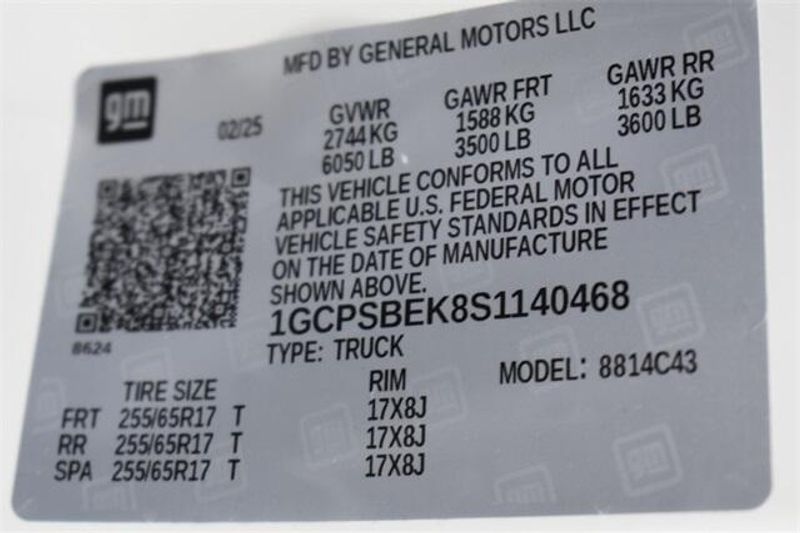 MFD BY GENERAL MOTORS LLC
gm
02/25
GVWR
2744 KG
6050 LB
GAWR FRT
1588 KG
3500 LB
GAWR RR
1633 KG
3600 LB
THIS VEHICLE CONFORMS TO ALL
APPLICABLE U.S. FEDERAL MOTOR
VEHICLE SAFETY STANDARDS IN EFFECT
ON THE DATE OF MANUFACTURE
SHOWN ABOVE.
1GCPSBEK8S1140468
8624
TYPE: TRUCK
MODEL: 8814C43
TIRE SIZE RIM
FRT 255/65R17 T 17X8J
RR 255/65R17 T 17X8J
SPA 255/65R17 T 17X8J